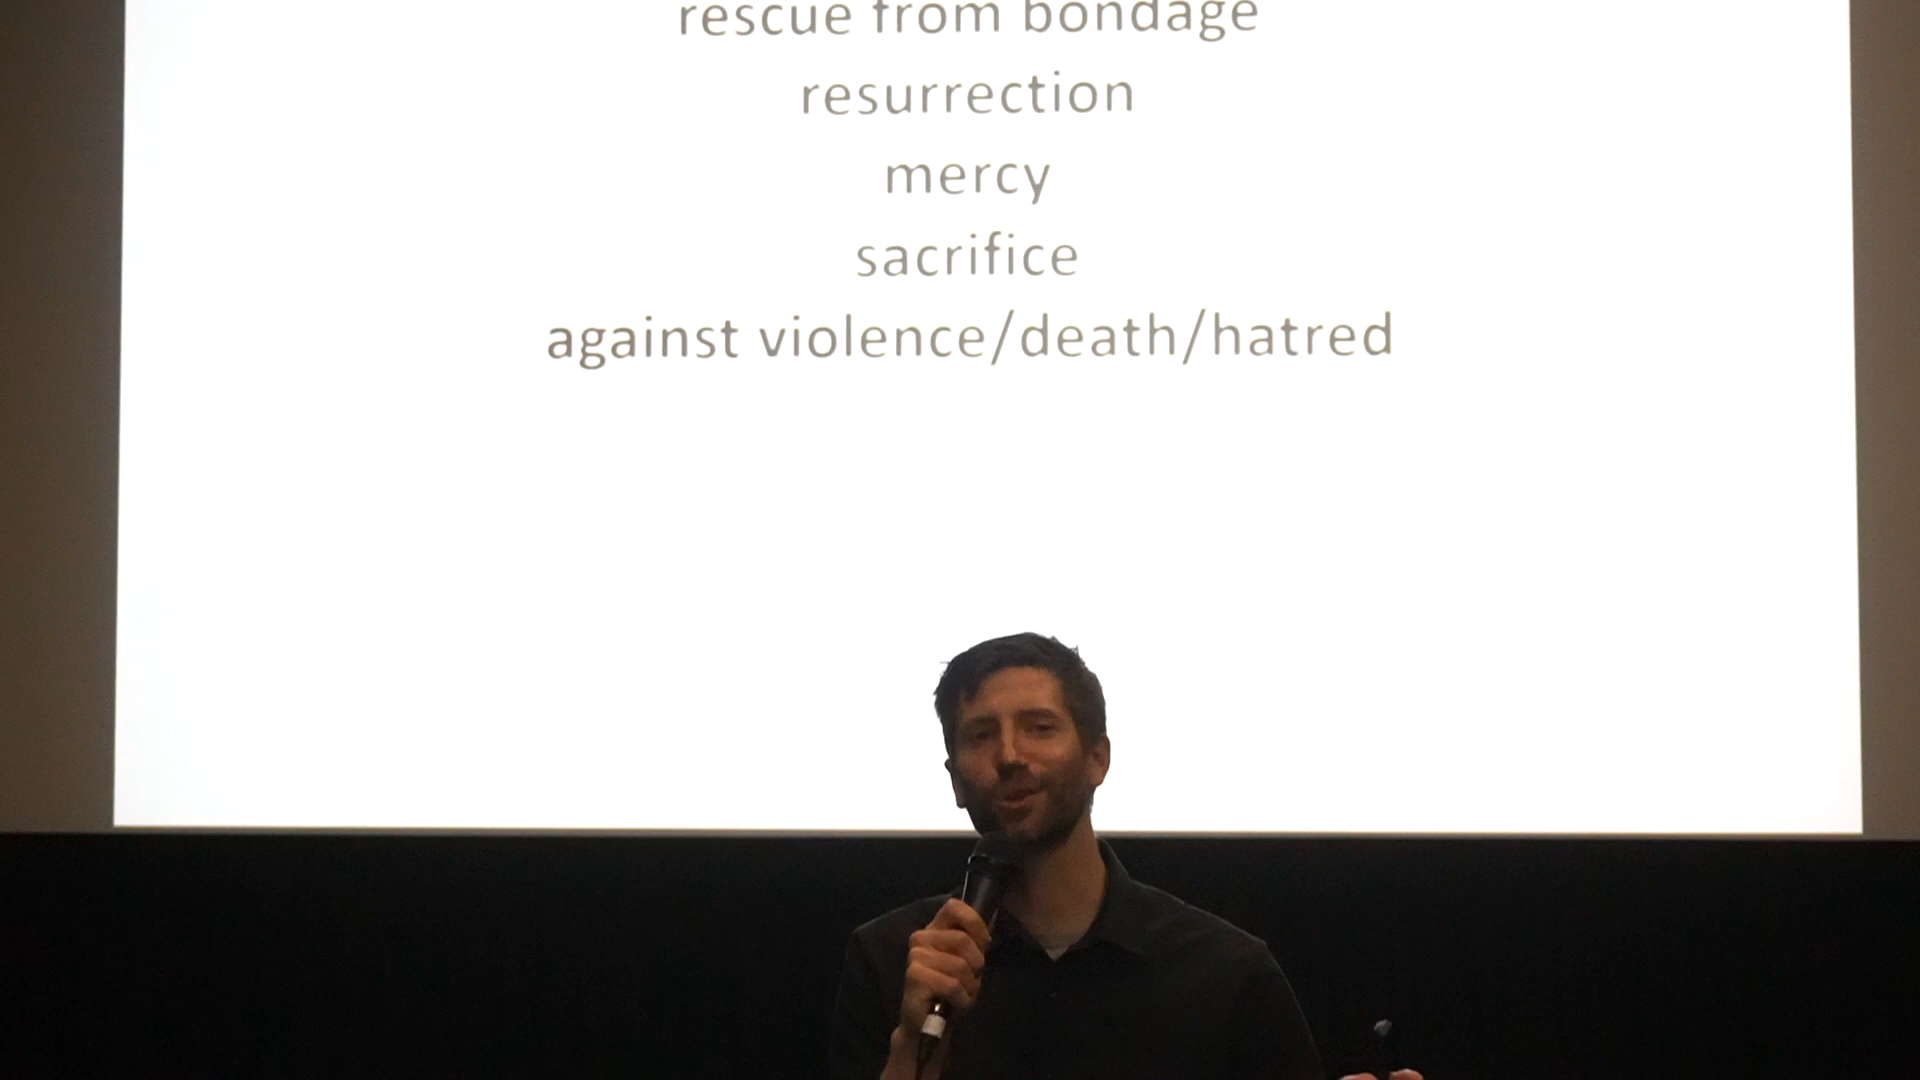 rescue from bondage
resurrection
mercy
sacrifice
against violence/death/hatred